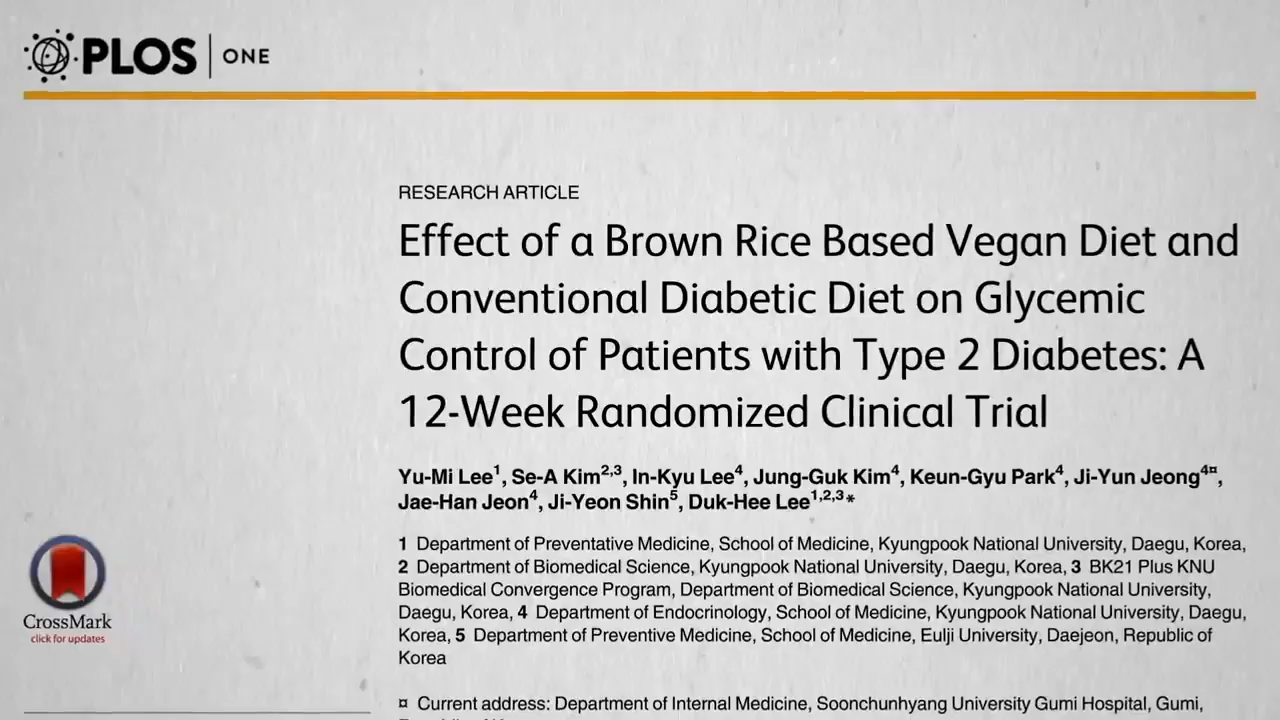 PLOS | ONE
RESEARCH ARTICLE
Effect of a Brown Rice Based Vegan Diet and
Conventional Diabetic Diet on Glycemic
Control of Patients with Type 2 Diabetes: A
12-Week Randomized Clinical Trial
Yu-Mi Lee1, Se-A Kim2,3, In-Kyu Lee4, Jung-Guk Kim4, Keun-Gyu Park4, Ji-Yun Jeong4¤,
Jae-Han Jeon4, Ji-Yeon Shin5, Duk-Hee Lee1,2,3*
1 Department of Preventative Medicine, School of Medicine, Kyungpook National University, Daegu, Korea,
2 Department of Biomedical Science, Kyungpook National University, Daegu, Korea, 3 BK21 Plus KNU
Biomedical Convergence Program, Department of Biomedical Science, Kyungpook National University,
Daegu, Korea, 4 Department of Endocrinology, School of Medicine, Kyungpook National University, Daegu,
Korea, 5 Department of Preventive Medicine, School of Medicine, Eulji University, Daejeon, Republic of
Korea
CrossMark
click for updates
¤ Current address: Department of Internal Medicine, Soonchunhyang University Gumi Hospital, Gumi,